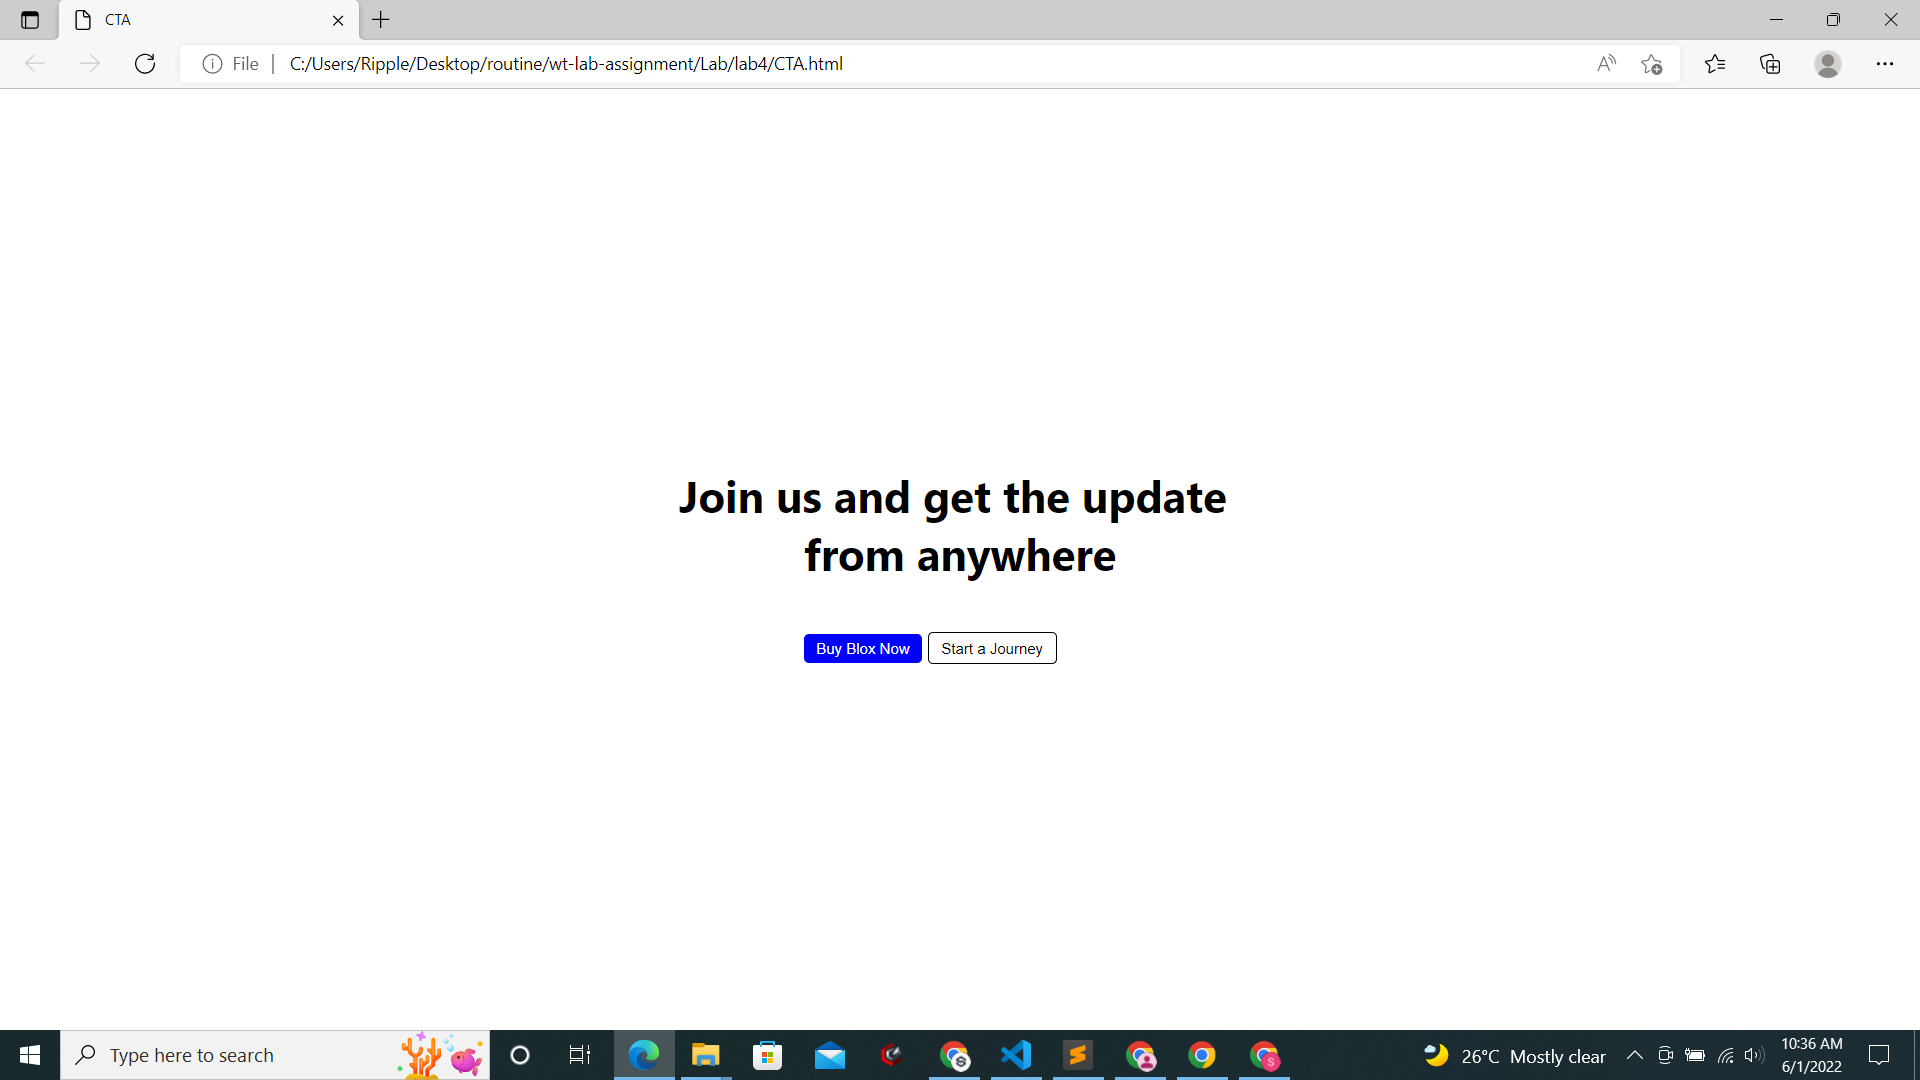 CTA
File
C:/Users/Ripple/Desktop/routine/wt-lab-assignment/Lab/lab4/CTA.html
Join us and get the update
from anywhere
Buy Blox Now
Start a Journey
Type here to search
26°C Mostly clear
10:36 AM
6/1/2022